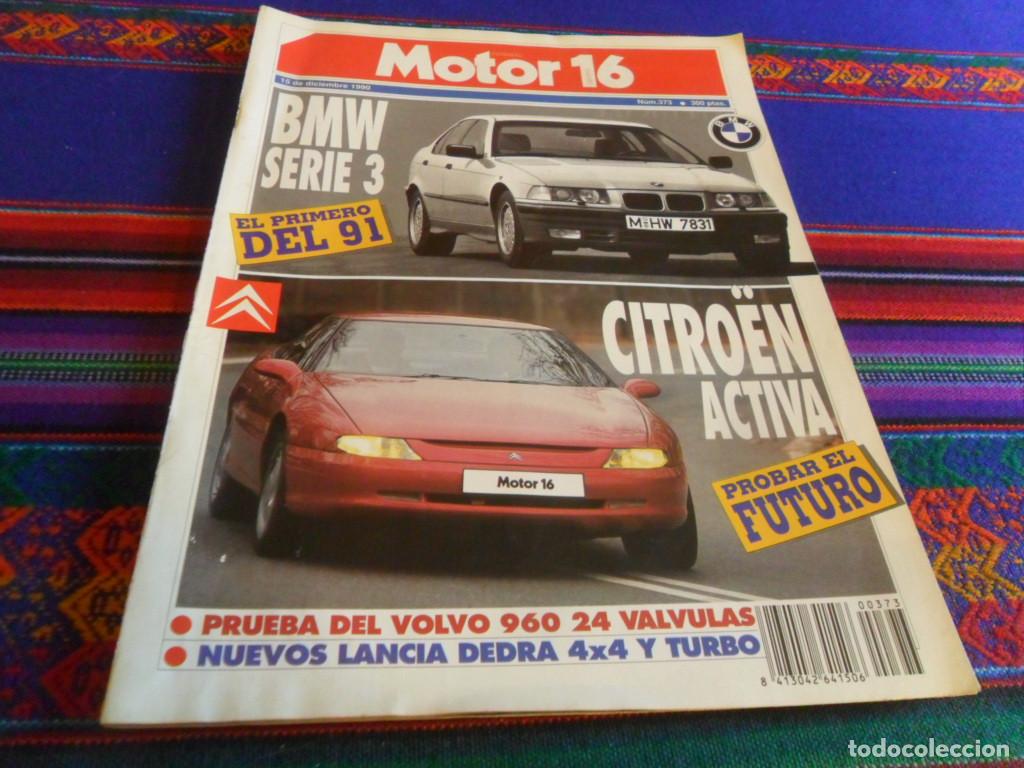 Motor 16
15 de diciembre 1990
Núm.373 • 300 ptas.
BMW
SERIE 3
BMW
EL PRIMERO
DEL 91
M HW 7831
CITROËN
ACTIVA
Motor 16
PROBAR EL
FUTURO
• PRUEBA DEL VOLVO 960 24 VALVULAS
• NUEVOS LANCIA DEDRA 4x4 Y TURBO
00373
8 413042 641506
todocoleccion